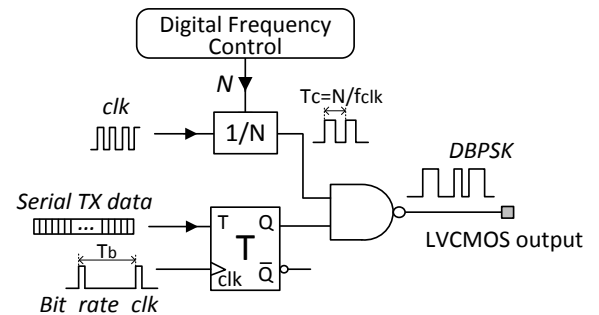 Digital Frequency
Control
N
Tc=N/fclk
clk
1/N
DBPSK
Serial TX data
...
T Q
T
LVCMOS output
Tb
clk Q̅
Bit rate clk